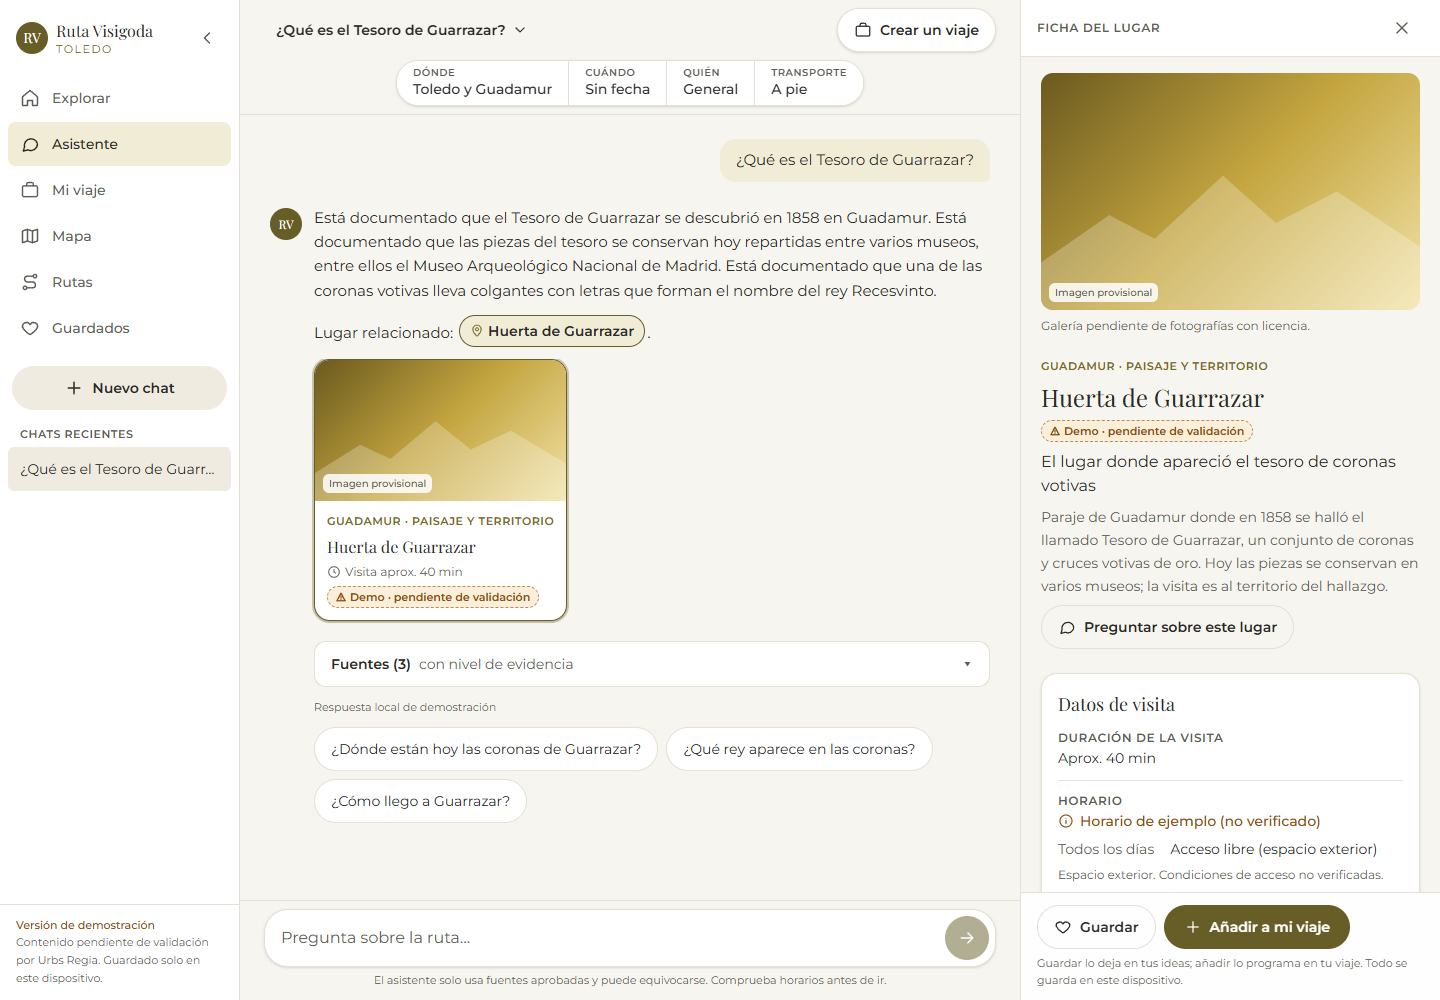 RV
Ruta Visigoda
TOLEDO
Explorar
Asistente
Mi viaje
Mapa
Rutas
Guardados
Nuevo chat
CHATS RECIENTES
¿Qué es el Tesoro de Guarr...
Versión de demostración
Contenido pendiente de validación
por Urbs Regia. Guardado solo en
este dispositivo.
¿Qué es el Tesoro de Guarrazar?
Crear un viaje
DÓNDE
Toledo y Guadamur
CUÁNDO
Sin fecha
QUIÉN
General
TRANSPORTE
A pie
¿Qué es el Tesoro de Guarrazar?
RV
Está documentado que el Tesoro de Guarrazar se descubrió en 1858 en Guadamur. Está
documentado que las piezas del tesoro se conservan hoy repartidas entre varios museos,
entre ellos el Museo Arqueológico Nacional de Madrid. Está documentado que una de las
coronas votivas lleva colgantes con letras que forman el nombre del rey Recesvinto.
Lugar relacionado: Huerta de Guarrazar.
Imagen provisional
GUADAMUR · PAISAJE Y TERRITORIO
Huerta de Guarrazar
Visita aprox. 40 min
Demo · pendiente de validación
Fuentes (3) con nivel de evidencia
Respuesta local de demostración
¿Dónde están hoy las coronas de Guarrazar?
¿Qué rey aparece en las coronas?
¿Cómo llego a Guarrazar?
Pregunta sobre la ruta...
El asistente solo usa fuentes aprobadas y puede equivocarse. Comprueba horarios antes de ir.
FICHA DEL LUGAR
Imagen provisional
Galería pendiente de fotografías con licencia.
GUADAMUR · PAISAJE Y TERRITORIO
Huerta de Guarrazar
Demo · pendiente de validación
El lugar donde apareció el tesoro de coronas
votivas
Paraje de Guadamur donde en 1858 se halló el
llamado Tesoro de Guarrazar, un conjunto de coronas
y cruces votivas de oro. Hoy las piezas se conservan en
varios museos; la visita es al territorio del hallazgo.
Preguntar sobre este lugar
Datos de visita
DURACIÓN DE LA VISITA
Aprox. 40 min
HORARIO
Horario de ejemplo (no verificado)
Todos los días Acceso libre (espacio exterior)
Espacio exterior. Condiciones de acceso no verificadas.
Guardar
Añadir a mi viaje
Guardar lo deja en tus ideas; añadir lo programa en tu viaje. Todo se
guarda en este dispositivo.